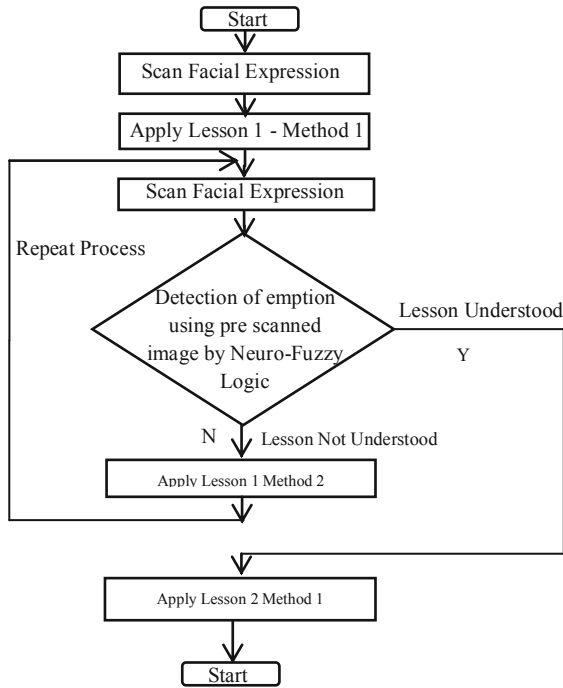 Start
Scan Facial Expression
Apply Lesson 1 - Method 1
Scan Facial Expression
Repeat Process
Detection of emption
using pre scanned
image by Neuro-Fuzzy
Logic
Lesson Understood
Y
N
Lesson Not Understood
Apply Lesson 1 Method 2
Apply Lesson 2 Method 1
Start